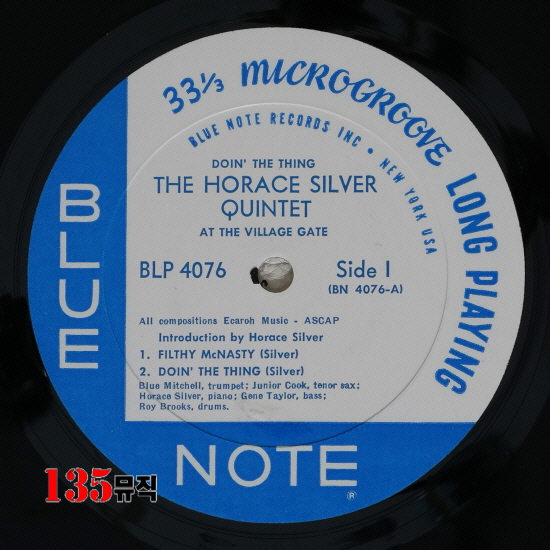 33⅓ MICROGROOVE LONG PLAYING
BLUE NOTE RECORDS INC • NEW YORK USA
DOIN' THE THING
THE HORACE SILVER
QUINTET
AT THE VILLAGE GATE
BLP 4076
Side 1
(BN 4076-A)
All compositions Ecaroh Music - ASCAP
Introduction by Horace Silver
1. FILTHY McNASTY (Silver)
2. DOIN' THE THING (Silver)
Blue Mitchell, trumpet; Junior Cook, tenor sax;
Horace Silver, piano; Gene Taylor, bass;
Roy Brooks, drums.
BLUE
NOTE
®
135뮤직